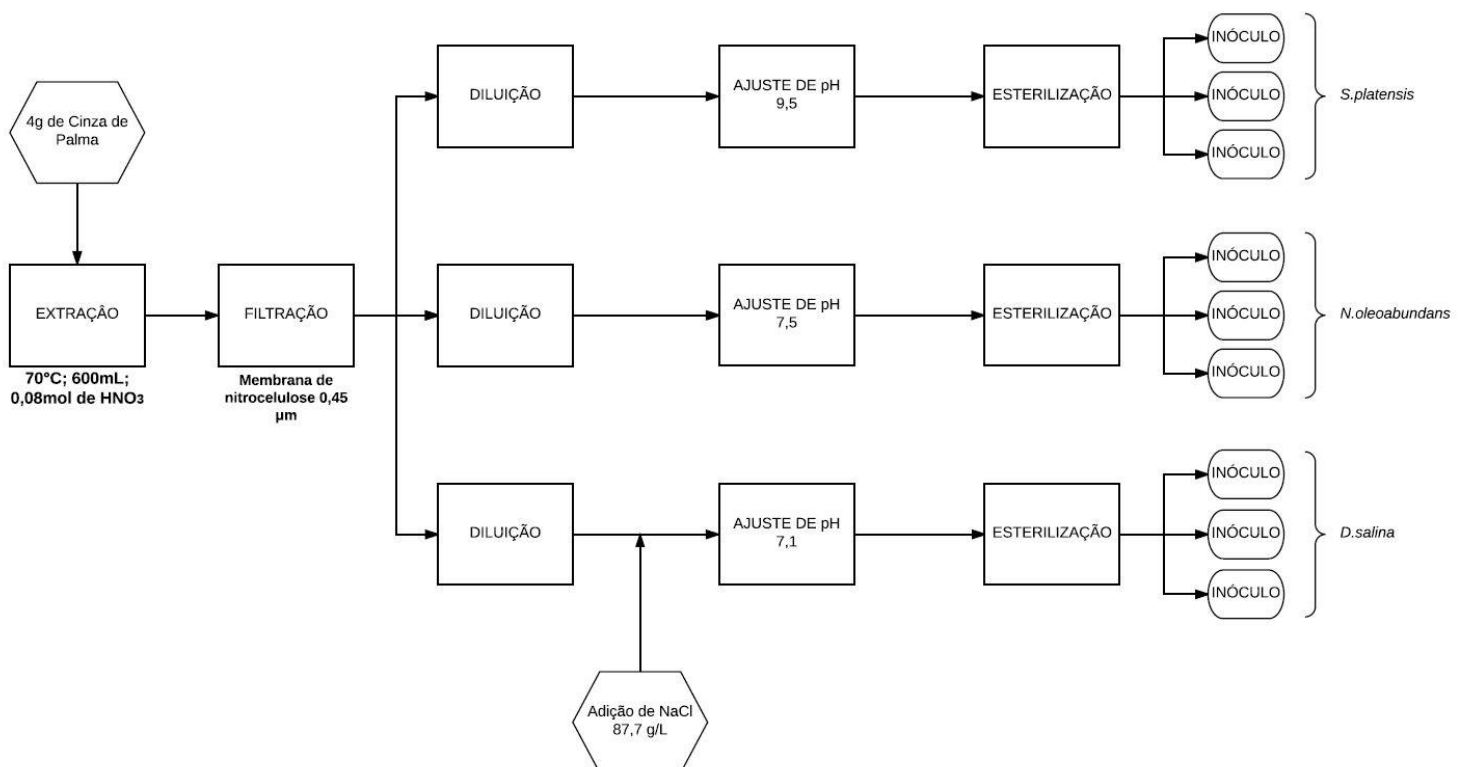 4g de Cinza de
Palma
EXTRAÇÂO
70°C; 600mL;
0,08mol de HNO3
FILTRAÇÃO
Membrana de
nitrocelulose 0,45
µm
DILUIÇÃO
AJUSTE DE pH
9,5
ESTERILIZAÇÃO
INÓCULO
INÓCULO
INÓCULO
S.platensis
DILUIÇÃO
AJUSTE DE pH
7,5
ESTERILIZAÇÃO
INÓCULO
INÓCULO
INÓCULO
N.oleoabundans
DILUIÇÃO
Adição de NaCl
87,7 g/L
AJUSTE DE pH
7,1
ESTERILIZAÇÃO
INÓCULO
INÓCULO
INÓCULO
D.salina